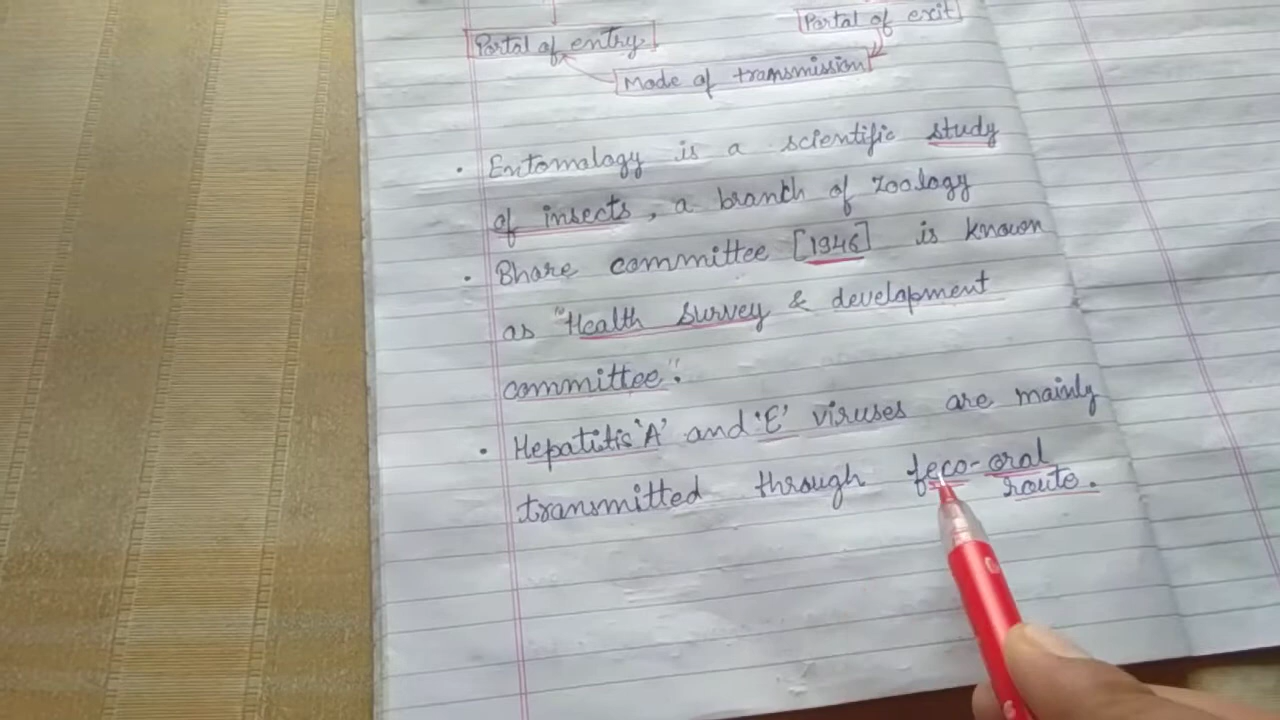 Portal of exit
Portal of entry
Mode of transmission
• Entomology is a scientific study
of insects, a branch of zoology
• Bhore committee [1946] is known
as "Health survey & development
committee".
• Hepatitis 'A' and 'E' viruses are mainly
transmitted through feco-oral
route.